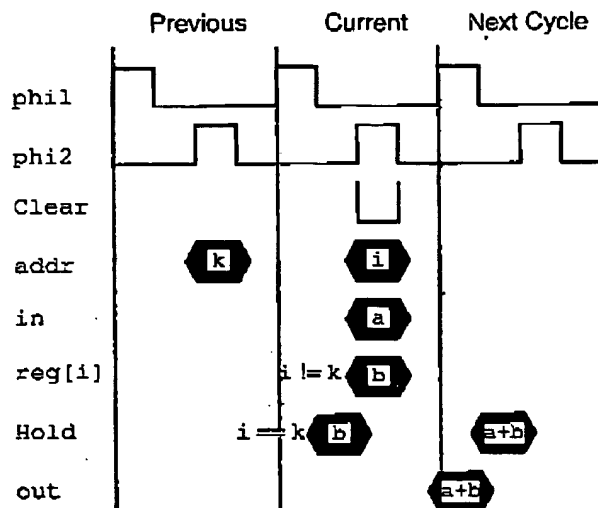 Previous Current Next Cycle
phi1
phi2
Clear
addr k i
in a
reg[i] i != k b
Hold i == k b a+b
out a+b